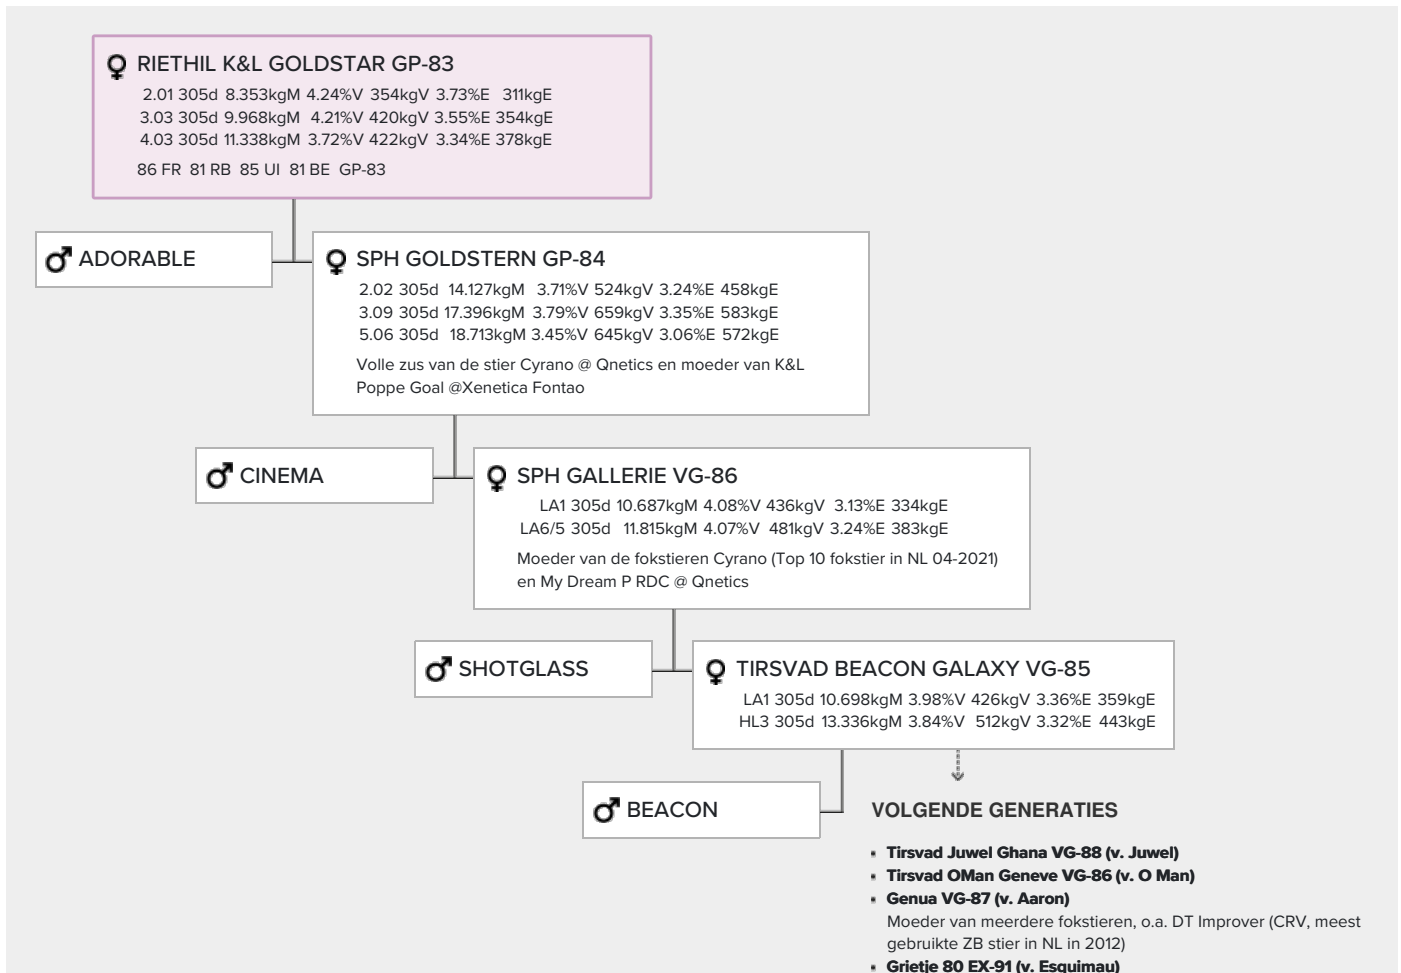 RIETHIL K&L GOLDSTAR GP-83
2.01 305d 8.353kgM 4.24%V 354kgV 3.73%E 311kgE
3.03 305d 9.968kgM 4.21%V 420kgV 3.55%E 354kgE
4.03 305d 11.338kgM 3.72%V 422kgV 3.34%E 378kgE
86 FR 81 RB 85 UI 81 BE GP-83
ADORABLE
SPH GOLDSTERN GP-84
2.02 305d 14.127kgM 3.71%V 524kgV 3.24%E 458kgE
3.09 305d 17.396kgM 3.79%V 659kgV 3.35%E 583kgE
5.06 305d 18.713kgM 3.45%V 645kgV 3.06%E 572kgE
Volle zus van de stier Cyrano @ Qnetics en moeder van K&L
Poppe Goal @Xenetica Fontao
CINEMA
SPH GALLERIE VG-86
LA1 305d 10.687kgM 4.08%V 436kgV 3.13%E 334kgE
LA6/5 305d 11.815kgM 4.07%V 481kgV 3.24%E 383kgE
Moeder van de fokstieren Cyrano (Top 10 fokstier in NL 04-2021)
en My Dream P RDC @ Qnetics
SHOTGLASS
TIRSVAD BEACON GALAXY VG-85
LA1 305d 10.698kgM 3.98%V 426kgV 3.36%E 359kgE
HL3 305d 13.336kgM 3.84%V 512kgV 3.32%E 443kgE
BEACON
VOLGENDE GENERATIES
Tirsvad Juwel Ghana VG-88 (v. Juwel)
Tirsvad OMan Geneve VG-86 (v. O Man)
Genua VG-87 (v. Aaron)
Moeder van meerdere fokstieren, o.a. DT Improver (CRV, meest
gebruikte ZB stier in NL in 2012)
Grietje 80 EX-91 (v. Esquimau)